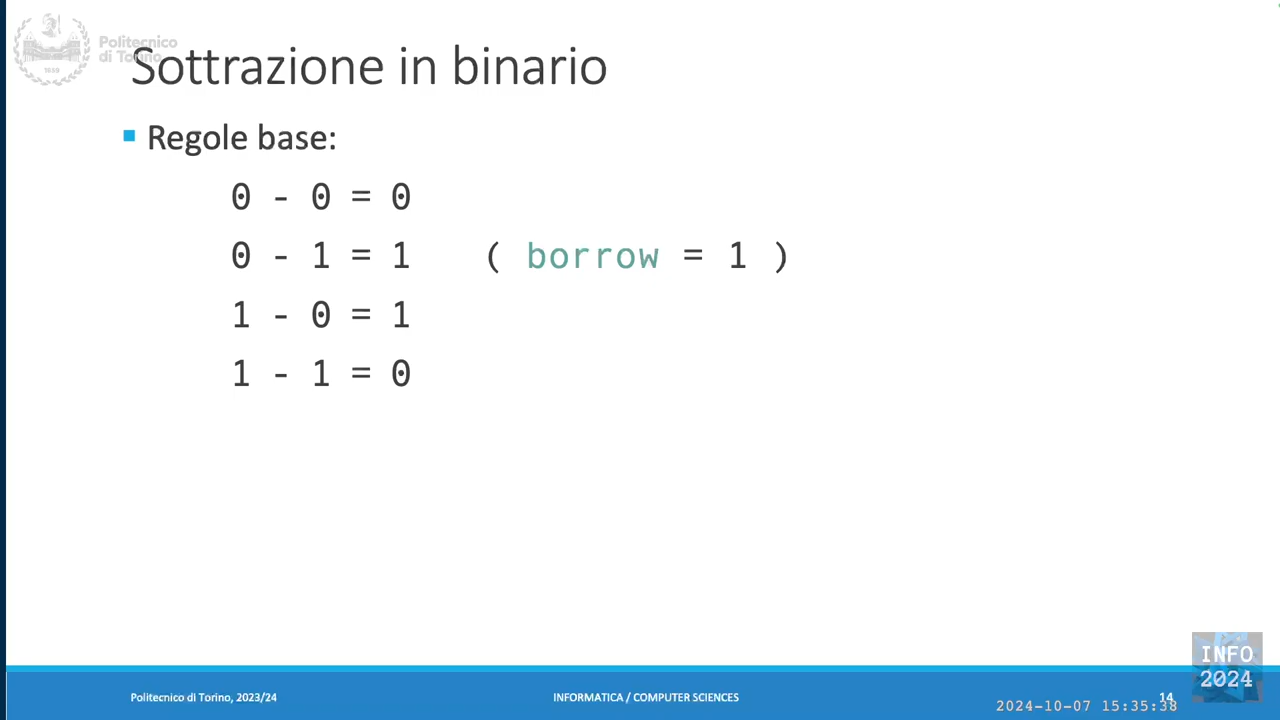 Politecnico
di Torino
Sottrazione in binario
Regole base:
0 - 0 = 0
0 - 1 = 1 ( borrow = 1 )
1 - 0 = 1
1 - 1 = 0
INFO
2024
Politecnico di Torino, 2023/24
INFORMATICA / COMPUTER SCIENCES
14
2024-10-07 15:35:38